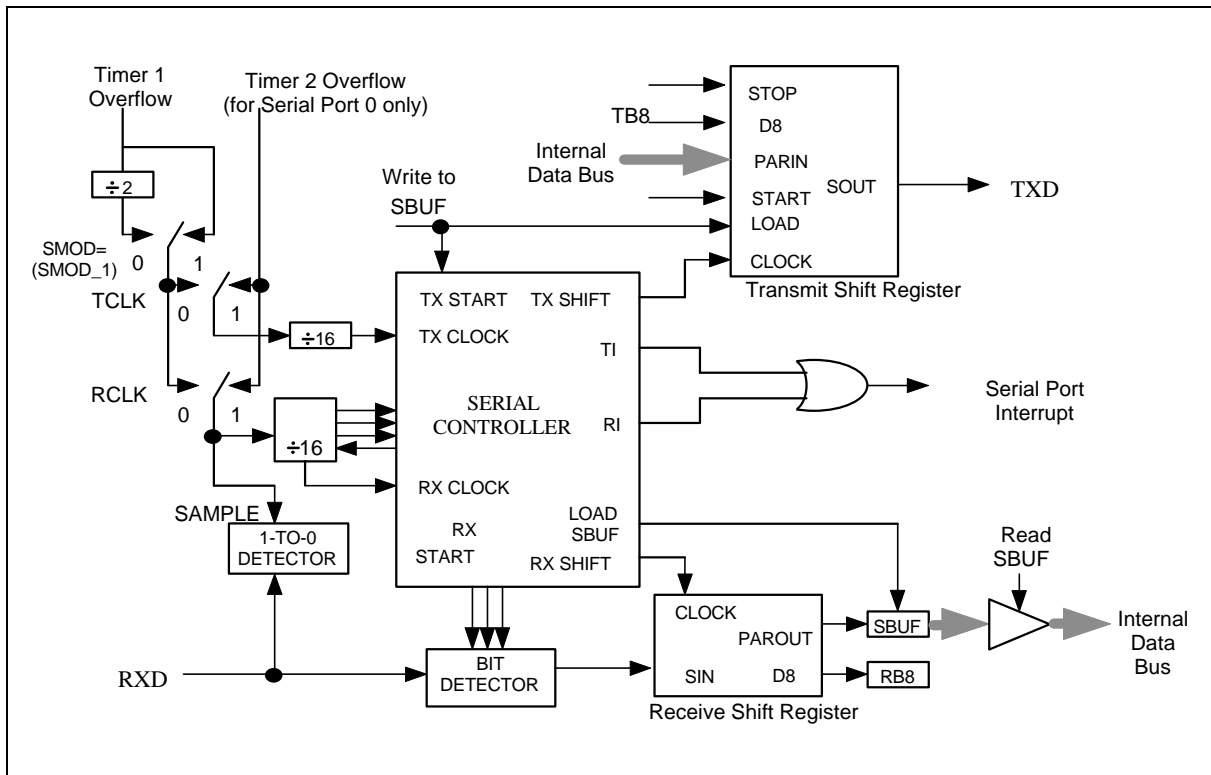 Timer 1
Overflow
Timer 2 Overflow
(for Serial Port 0 only)
÷2
SMOD=
(SMOD_1)
0
1
TCLK
0
1
÷16
RCLK
0
1
÷16
SAMPLE
1-TO-0
DETECTOR
RXD
Write to
SBUF
TX START
TX SHIFT
TX CLOCK
TI
SERIAL
CONTROLLER
RI
RX CLOCK
LOAD
SBUF
RX
START
RX SHIFT
BIT
DETECTOR
TB8
Internal
Data Bus
STOP
D8
PARIN
SOUT
START
LOAD
CLOCK
Transmit Shift Register
TXD
Serial Port
Interrupt
CLOCK
PAROUT
SIN
D8
Receive Shift Register
SBUF
RB8
Read
SBUF
Internal
Data
Bus